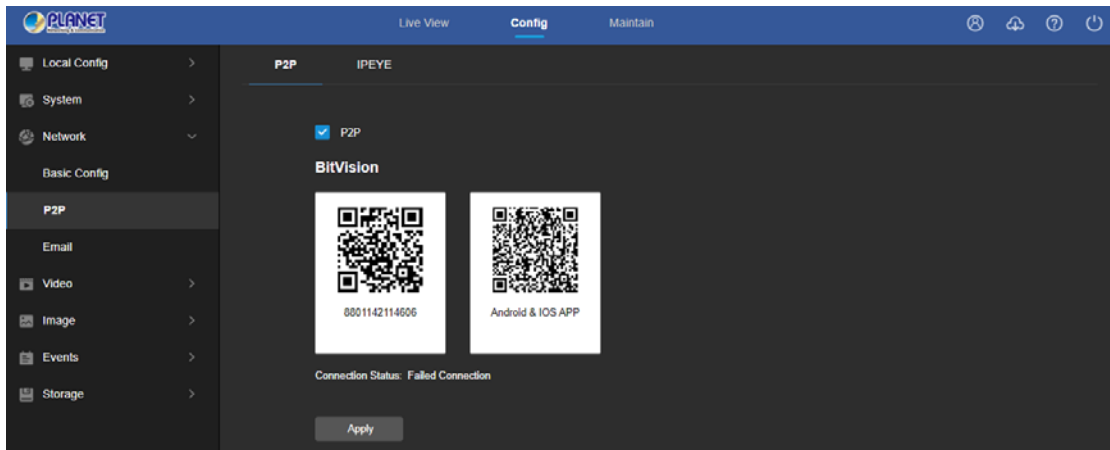 PLANET
Live View
Config
Maintain
Local Config
System
Network
Basic Config
P2P
Email
Video
Image
Events
Storage
P2P
IPEYE
P2P
BitVision
8801142114606
Android & IOS APP
Connection Status: Failed Connection
Apply